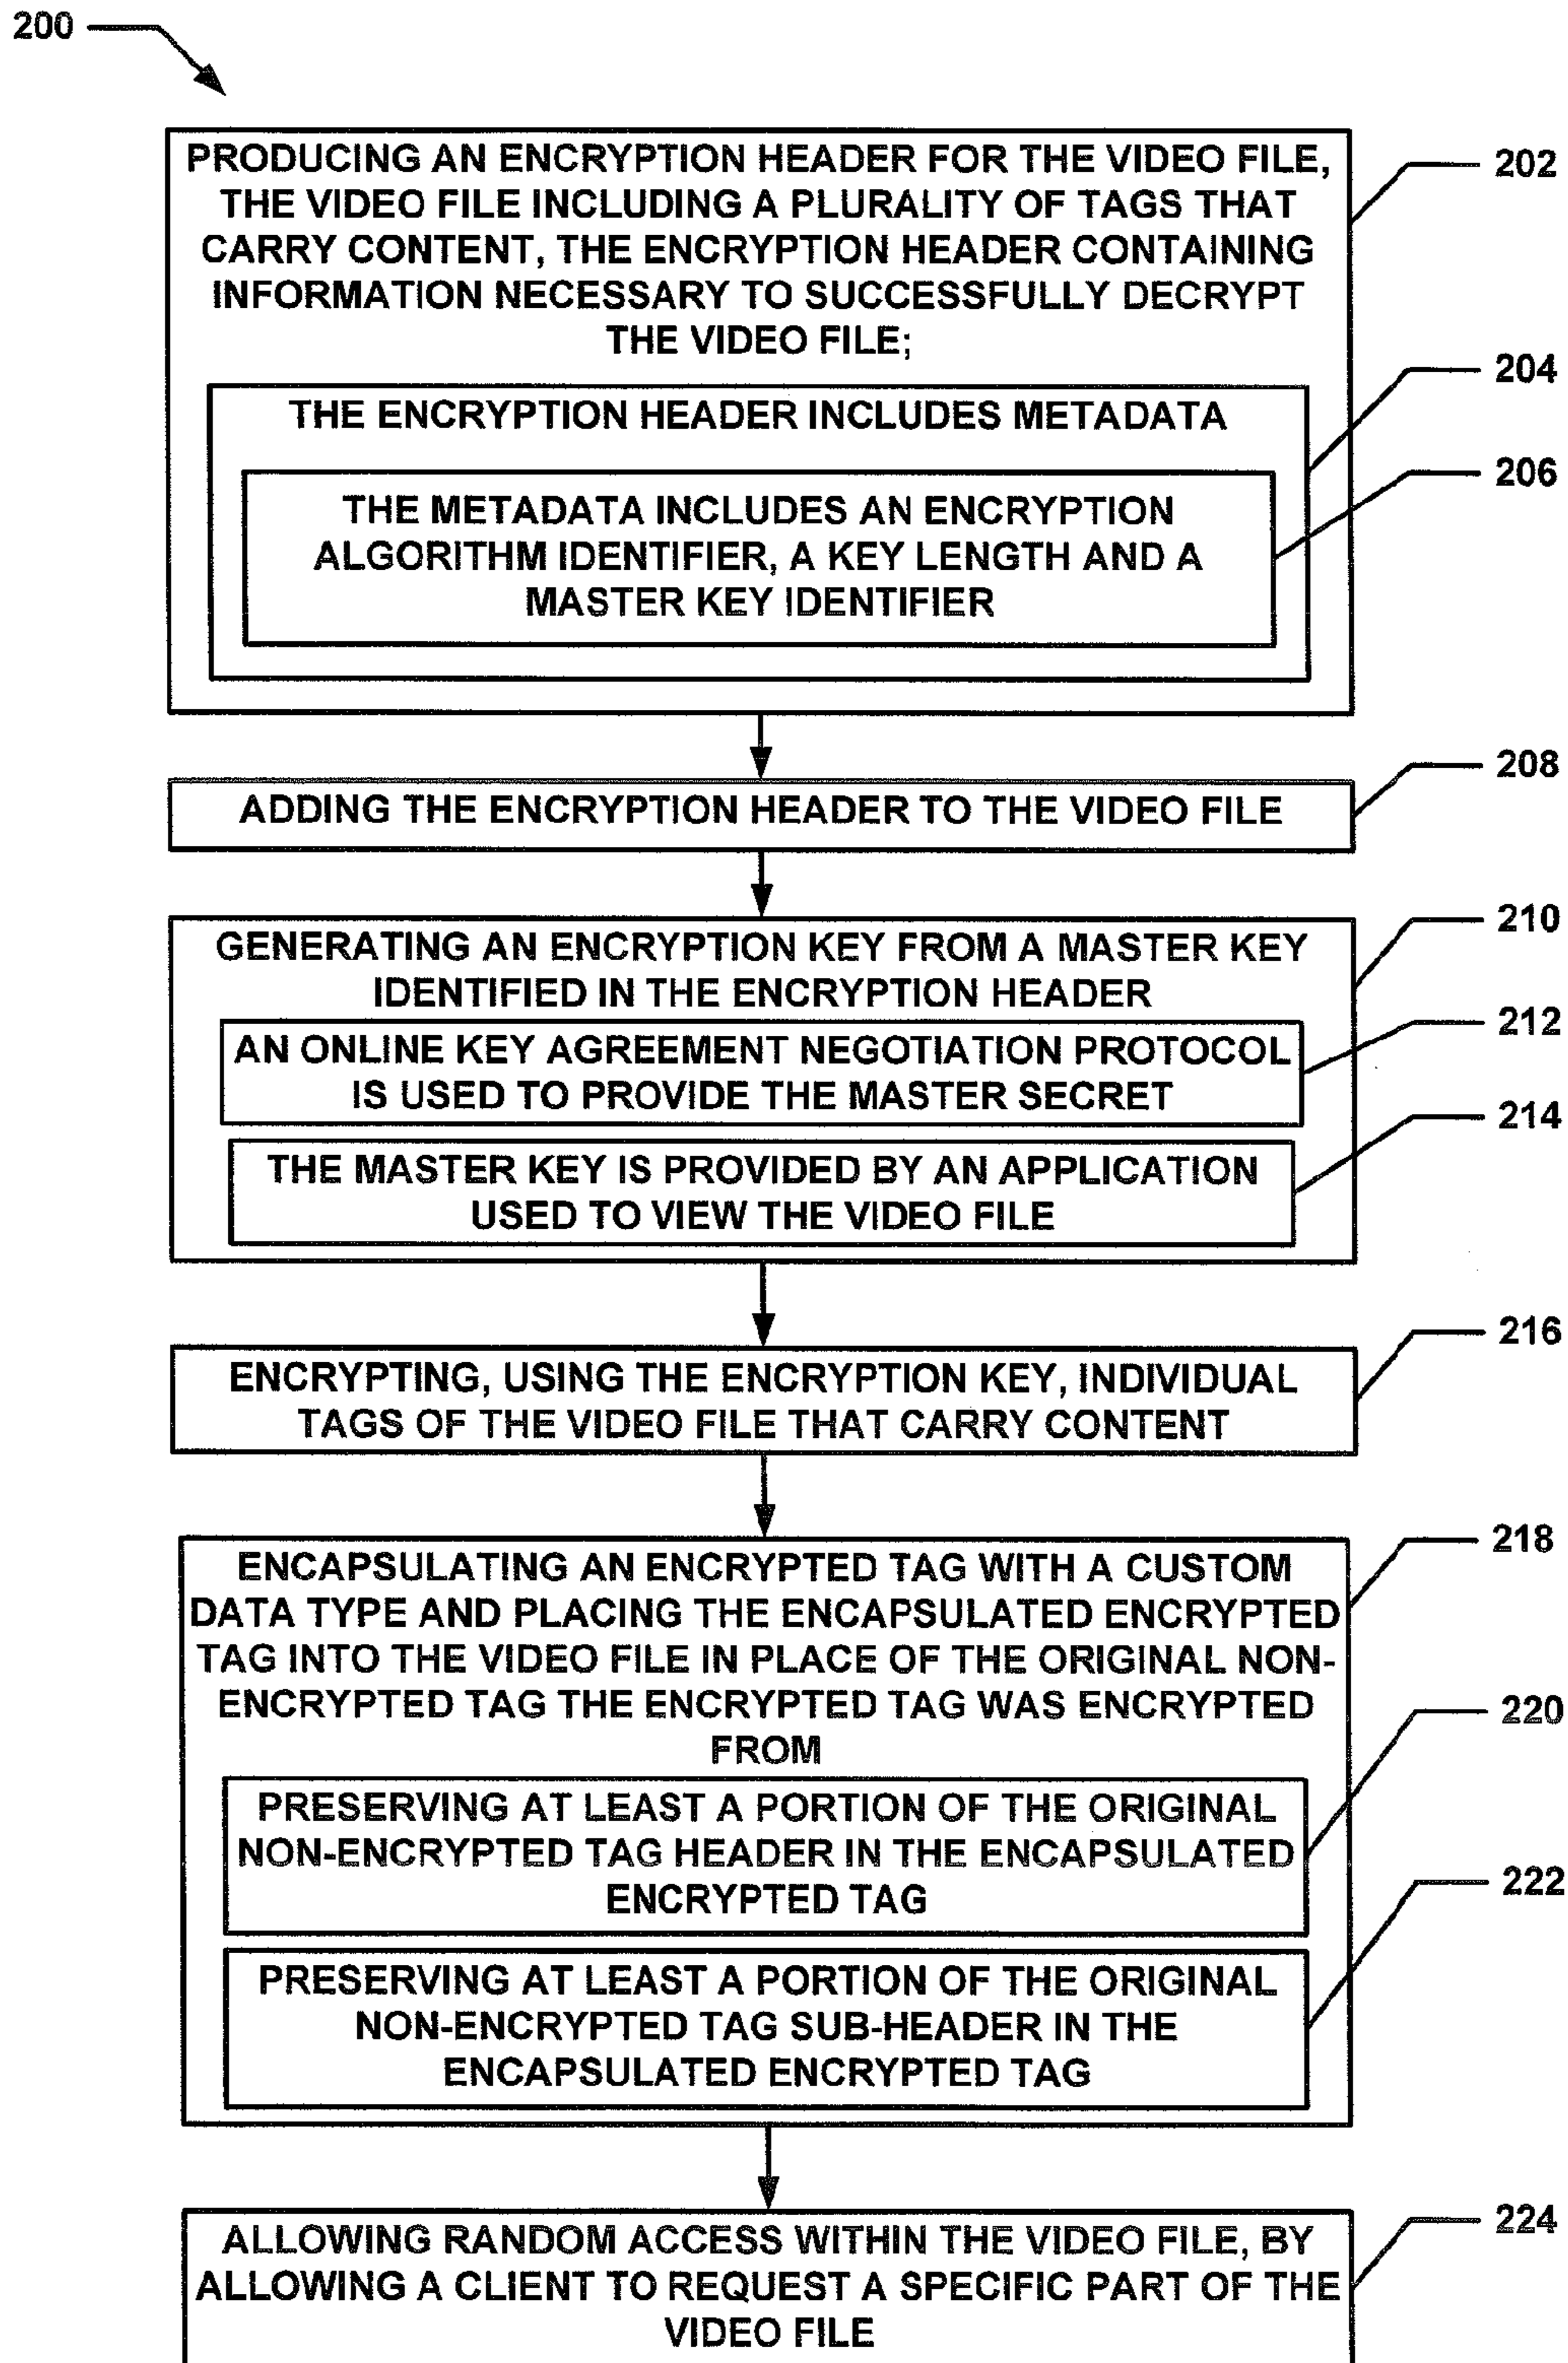 200
PRODUCING AN ENCRYPTION HEADER FOR THE VIDEO FILE,
THE VIDEO FILE INCLUDING A PLURALITY OF TAGS THAT
CARRY CONTENT, THE ENCRYPTION HEADER CONTAINING
INFORMATION NECESSARY TO SUCCESSFULLY DECRYPT
THE VIDEO FILE;
202
THE ENCRYPTION HEADER INCLUDES METADATA
204
THE METADATA INCLUDES AN ENCRYPTION
ALGORITHM IDENTIFIER, A KEY LENGTH AND A
MASTER KEY IDENTIFIER
206
ADDING THE ENCRYPTION HEADER TO THE VIDEO FILE
208
GENERATING AN ENCRYPTION KEY FROM A MASTER KEY
IDENTIFIED IN THE ENCRYPTION HEADER
210
AN ONLINE KEY AGREEMENT NEGOTIATION PROTOCOL
IS USED TO PROVIDE THE MASTER SECRET
212
THE MASTER KEY IS PROVIDED BY AN APPLICATION
USED TO VIEW THE VIDEO FILE
214
ENCRYPTING, USING THE ENCRYPTION KEY, INDIVIDUAL
TAGS OF THE VIDEO FILE THAT CARRY CONTENT
216
ENCAPSULATING AN ENCRYPTED TAG WITH A CUSTOM
DATA TYPE AND PLACING THE ENCAPSULATED ENCRYPTED
TAG INTO THE VIDEO FILE IN PLACE OF THE ORIGINAL NON-
ENCRYPTED TAG THE ENCRYPTED TAG WAS ENCRYPTED
FROM
218
PRESERVING AT LEAST A PORTION OF THE ORIGINAL
NON-ENCRYPTED TAG HEADER IN THE ENCAPSULATED
ENCRYPTED TAG
220
PRESERVING AT LEAST A PORTION OF THE ORIGINAL
NON-ENCRYPTED TAG SUB-HEADER IN THE
ENCAPSULATED ENCRYPTED TAG
222
ALLOWING RANDOM ACCESS WITHIN THE VIDEO FILE, BY
ALLOWING A CLIENT TO REQUEST A SPECIFIC PART OF THE
VIDEO FILE
224